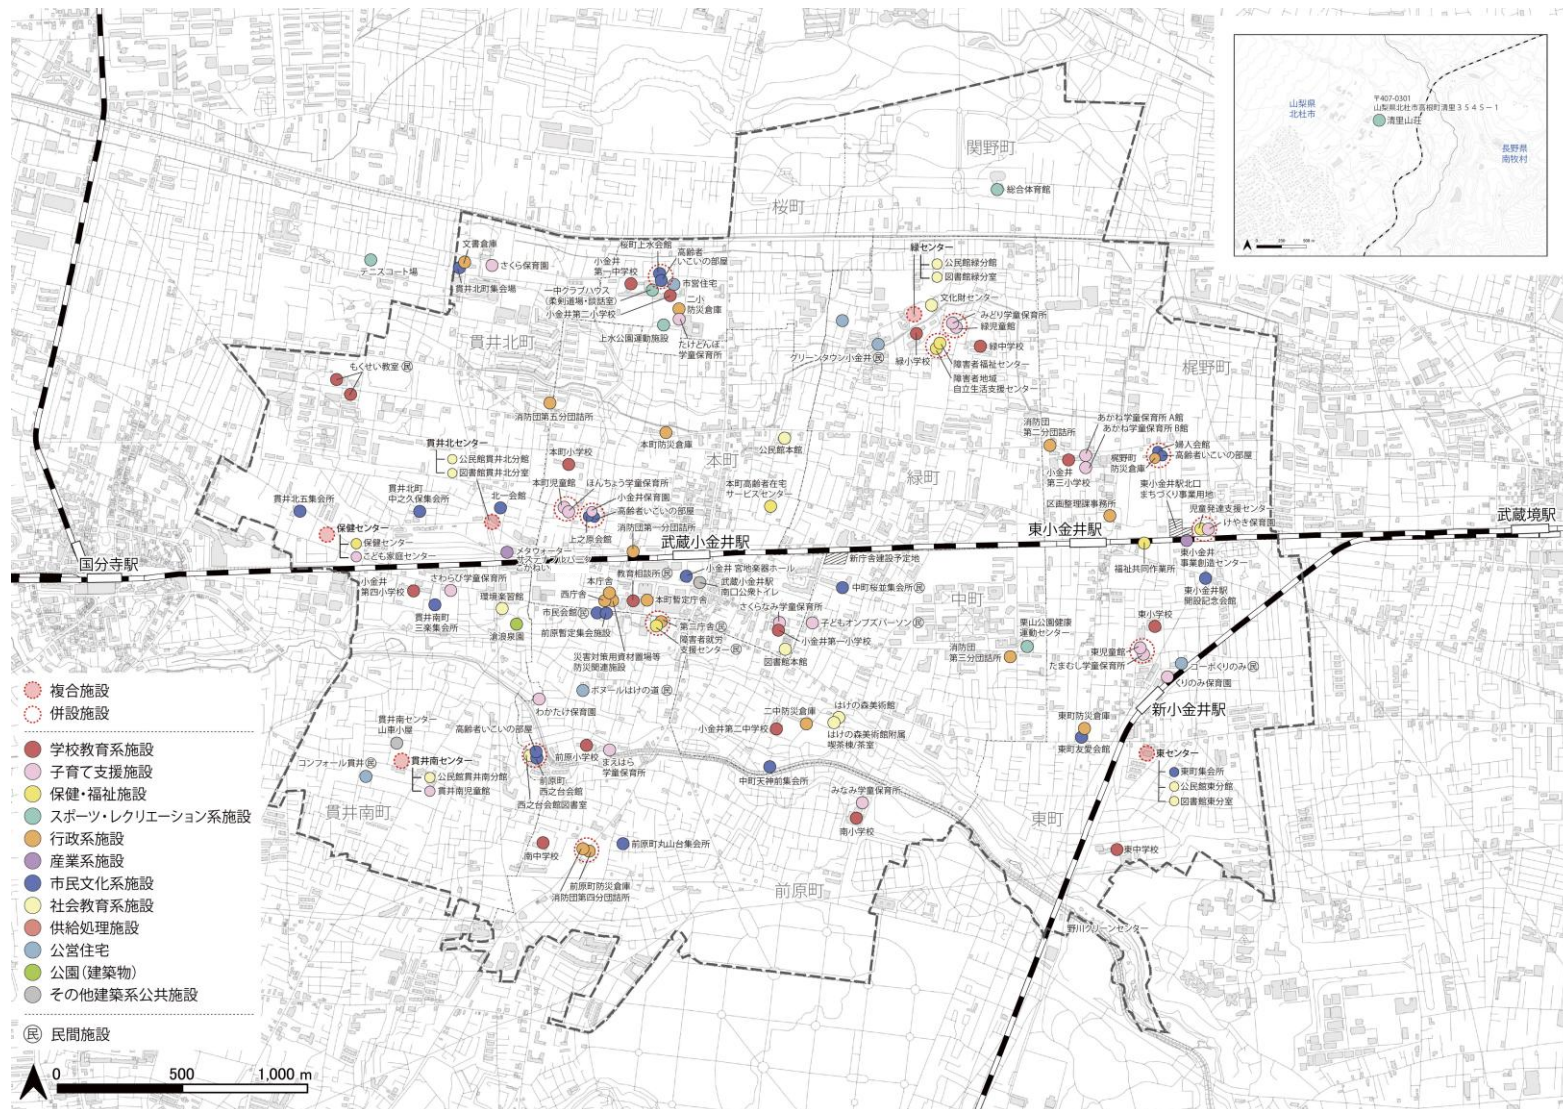 関野町
総合体育館
桜町
山梨県
北杜市
〒407-0301
山梨県北杜市高根町清里3545-1
清里山荘
長野県
南牧村
0
250
500 m
文書倉庫
さくら保育園
テニスコート場
貫井北町集会場
桜町上水会館
高齢者
いこいの部屋
小金井
第一中学校
市営住宅
一中クラブハウス
(柔剣道場・談話室)
小金井第二小学校
二小
防災倉庫
上水公園運動施設
たけとんぼ
学童保育所
貫井北町
緑センター
公民館緑分館
図書館緑分室
文化財センター
みどり学童保育所
緑児童館
グリーンタウン小金井 民
緑小学校
緑中学校
障害者福祉センター
障害者地域
自立生活支援センター
梶野町
もくせい教室 民
消防団第五分団詰所
本町防災倉庫
公民館本館
本町
緑町
消防団
第二分団詰所
あかね学童保育所 A館
あかね学童保育所 B館
小金井
第三小学校
婦人会館
高齢者いこいの部屋
梶野町
防災倉庫
貫井北センター
公民館貫井北分館
図書館貫井北分室
本町小学校
本町児童館
ほんちょう学童保育所
小金井保育園
高齢者いこいの部屋
上之原会館
本町高齢者在宅
サービスセンター
東小金井駅北口
まちづくり事業用地
区画整理課事務所
児童発達支援センター
けやき保育園
貫井北五集会所
貫井北町
中之久保集会所
北一会館
保健センター
保健センター
こども家庭センター
消防団第一分団詰所
国分寺駅
武蔵小金井駅
東小金井駅
武蔵境駅
メタウォーター
サステナブルパーク
こがねい
新庁舎建設予定地
福祉共同作業所
東小金井
事業創造センター
東小金井駅
開設記念会館
小金井
第四小学校
さわらび学童保育所
貫井南町
三楽集会所
環境楽習館
滄浪泉園
教育相談所 民
小金井 宮地楽器ホール
武蔵小金井駅
南口公衆トイレ
本庁舎
西庁舎
本町暫定庁舎
市民会館 民
前原暫定集会施設
第二庁舎 民
障害者就労
支援センター 民
災害対策用資材置場等
防災関連施設
中町桜並集会所 民
さくらなみ学童保育所
子どもオンブズパーソン 民
小金井第一小学校
図書館本館
中町
栗山公園健康
運動センター
消防団
第三分団詰所
東小学校
東児童館
たまむし学童保育所
コーポくりのみ 民
くりのみ保育園
新小金井駅
ボヌールはけの道 民
わかたけ保育園
小金井第二中学校
二中防災倉庫
はけの森美術館
はけの森美術館附属
喫茶棟/茶室
東町防災倉庫
東町友愛会館
東センター
東町集会所
公民館東分館
図書館東分室
貫井南センター
山車小屋
コンフォール貫井 民
貫井南センター
公民館貫井南分館
貫井南児童館
貫井南町
高齢者いこいの部屋
前原小学校
まえはら
学童保育所
前原町
西之台会館
西之台会館図書室
中町天神前集会所
みなみ学童保育所
南小学校
東町
東中学校
南中学校
前原町丸山台集会所
前原町防災倉庫
消防団第四分団詰所
前原町
野川クリーンセンター
複合施設
併設施設
学校教育系施設
子育て支援施設
保健・福祉施設
スポーツ・レクリエーション系施設
行政系施設
産業系施設
市民文化系施設
社会教育系施設
供給処理施設
公営住宅
公園(建築物)
その他建築系公共施設
民 民間施設
0
500
1,000 m